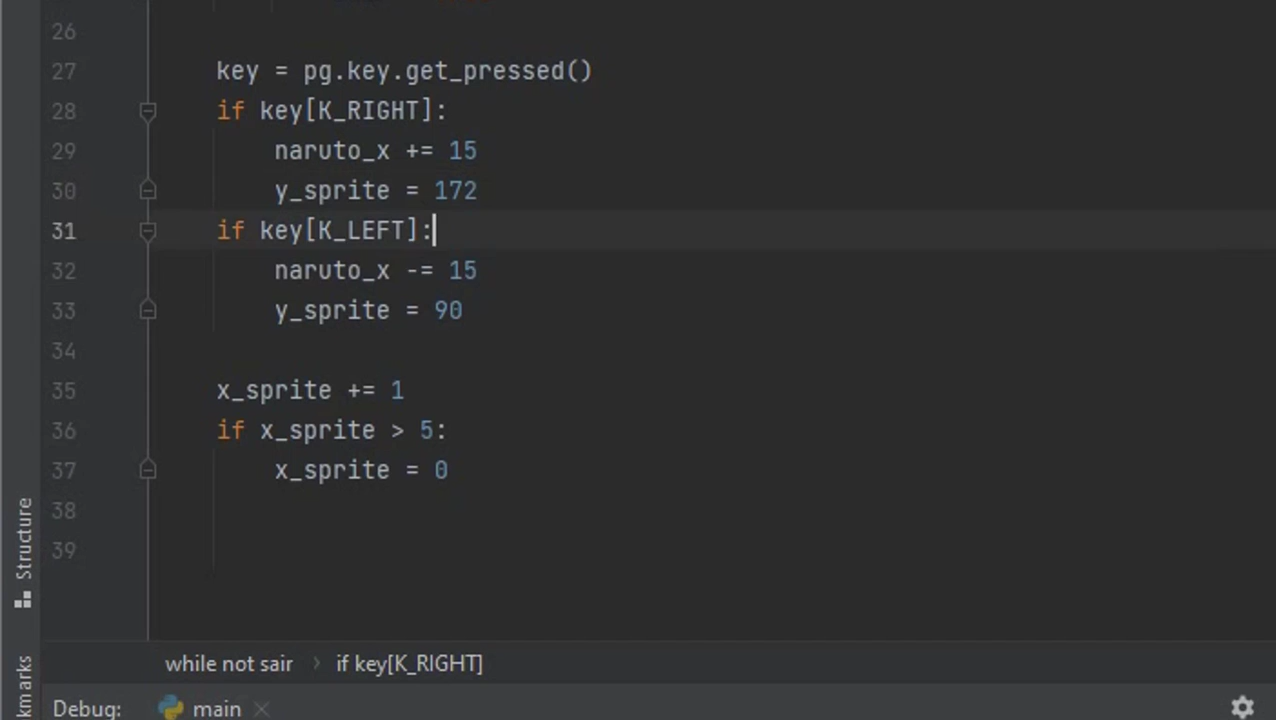 26
27 key = pg.key.get_pressed()
28 if key[K_RIGHT]:
29 naruto_x += 15
30 y_sprite = 172
31 if key[K_LEFT]:
32 naruto_x -= 15
33 y_sprite = 90
34
35 x_sprite += 1
36 if x_sprite > 5:
37 x_sprite = 0
38
39
Structure
kmarks
while not sair › if key[K_RIGHT]
Debug: main ×